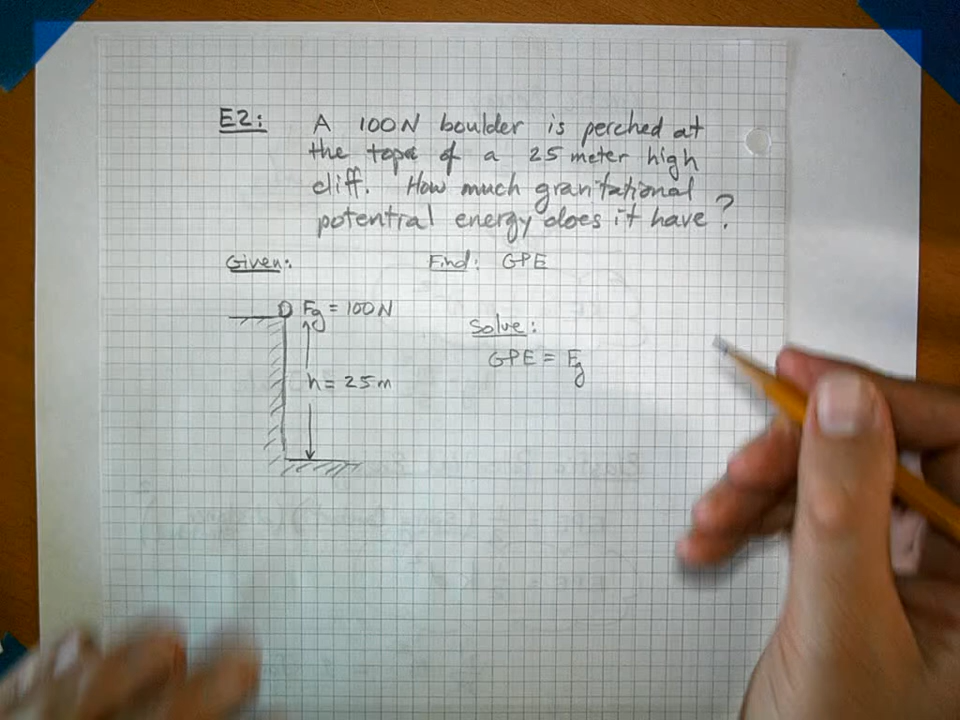 E2: A 100N boulder is perched at
the top of a 25 meter high
cliff. How much gravitational
potential energy does it have?
Given: Find: GPE
Fg = 100N
Solve:
GPE = Fg
h = 25m